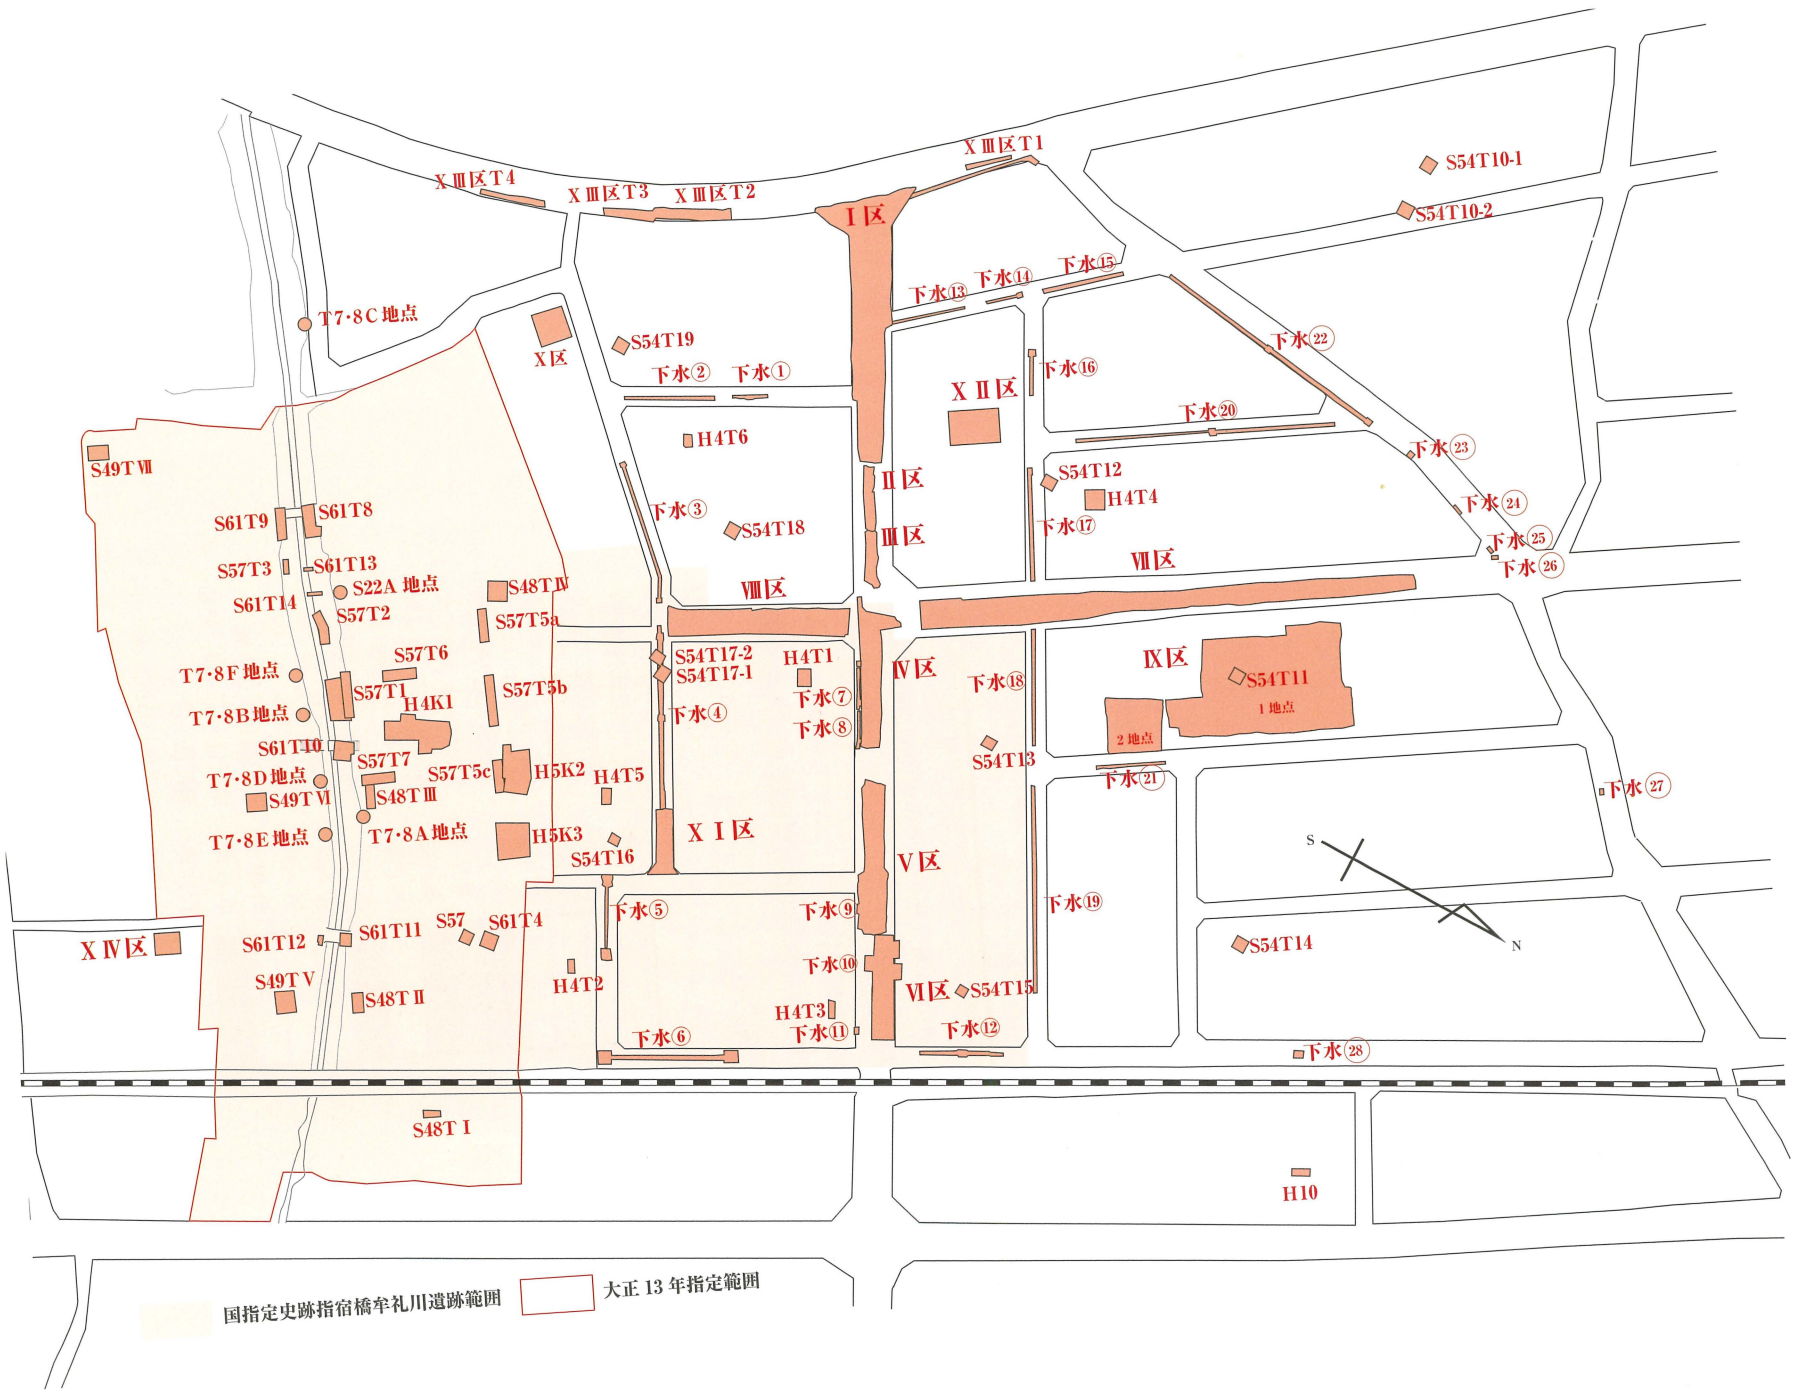 XⅢ区T1
S54T10-1
XⅢ区T4
XⅢ区T3
XⅢ区T2
Ⅰ区
S54T10-2
下水⑮
下水⑭
下水⑬
T7・8C地点
下水㉒
S54T19
X区
下水②
下水①
下水⑯
XⅡ区
下水⑳
H4T6
下水㉓
S49TⅦ
S54T12
Ⅱ区
H4T4
下水㉔
下水③
S61T8
S61T9
S54T18
下水⑰
Ⅲ区
下水㉕
Ⅶ区
下水㉖
S57T3
S61T13
S22A地点
S48TⅣ
Ⅷ区
S61T14
S57T2
S57T5a
S57T6
S54T17-2
H4T1
Ⅸ区
T7・8F地点
S54T17-1
Ⅳ区
下水⑱
S54T11
S57T1
S57T5b
下水⑦
H4K1
1地点
T7・8B地点
下水④
下水⑧
2地点
S61T10
S57T7
S54T13
S57T5c
H5K2
T7・8D地点
H4T5
下水㉑
下水㉗
S49TⅥ
S48TⅢ
T7・8E地点
T7・8A地点
H5K3
XⅠ区
S
S54T16
Ⅴ区
下水⑤
下水⑨
下水⑲
S57
S61T4
S61T11
S61T12
XⅣ区
S54T14
N
下水⑩
S49TⅤ
H4T2
Ⅵ区
S54T15
S48TⅡ
H4T3
下水⑪
下水⑥
下水⑫
下水㉘
S48TⅠ
H10
国指定史跡指宿橋牟礼川遺跡範囲
大正13年指定範囲